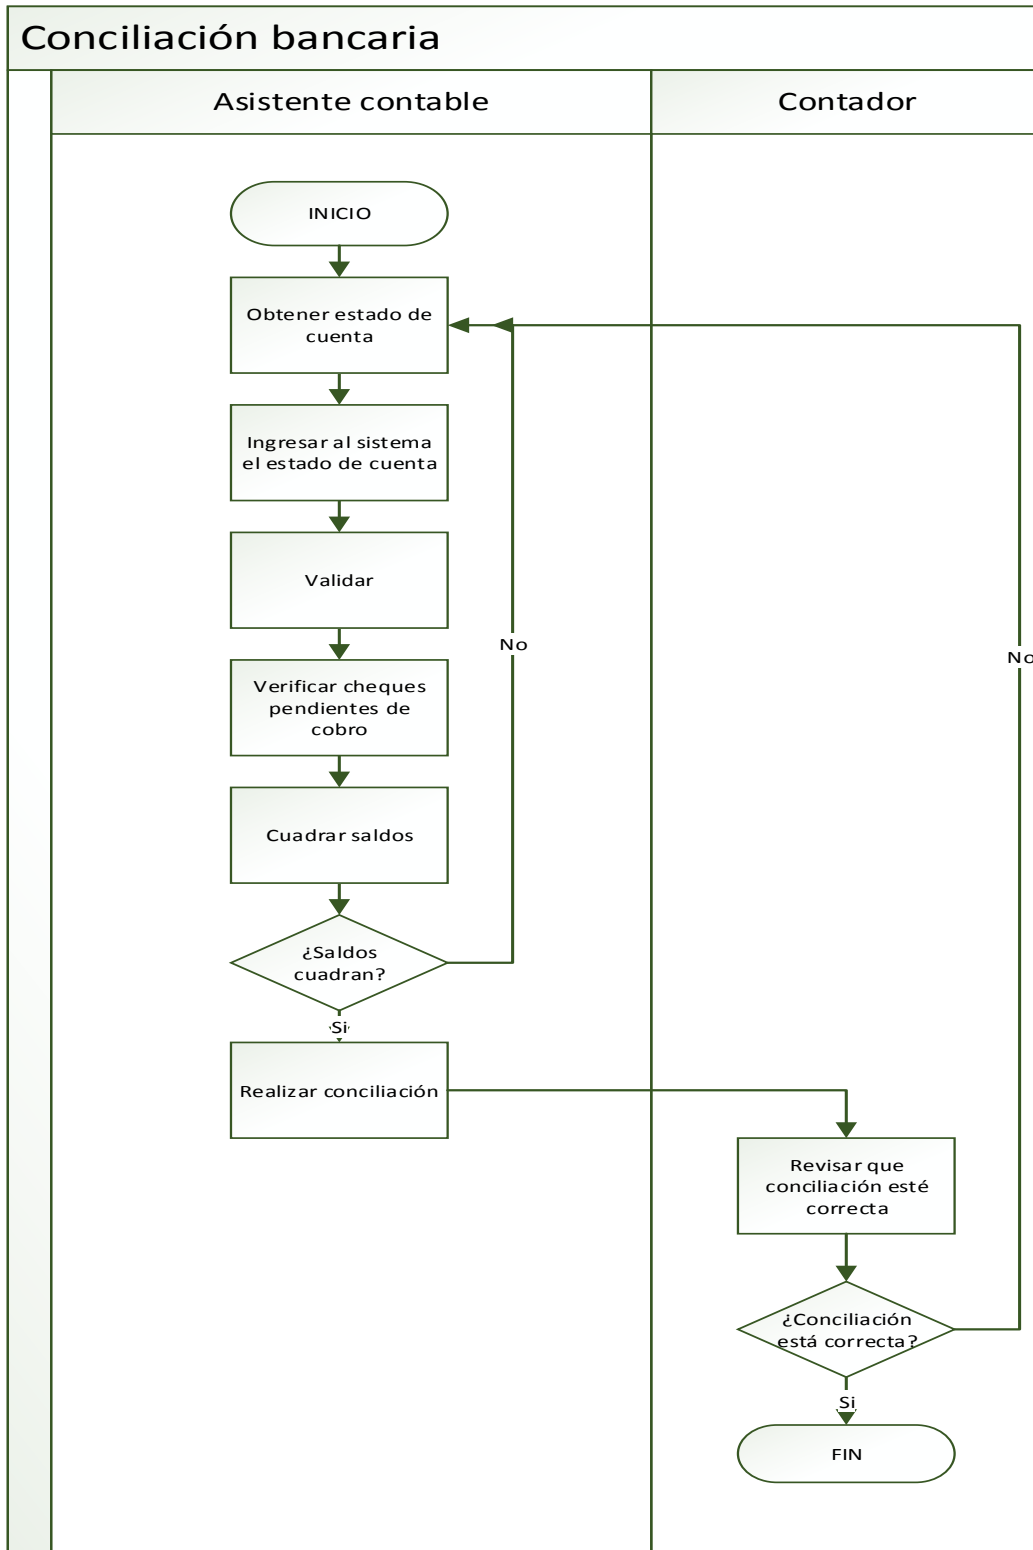 Conciliación bancaria
Asistente contable
Contador
INICIO
Obtener estado de
cuenta
Ingresar al sistema
el estado de cuenta
Validar
No
No
Verificar cheques
pendientes de
cobro
Cuadrar saldos
¿Saldos
cuadran?
Si
Realizar conciliación
Revisar que
conciliación esté
correcta
¿Conciliación
está correcta?
Si
FIN